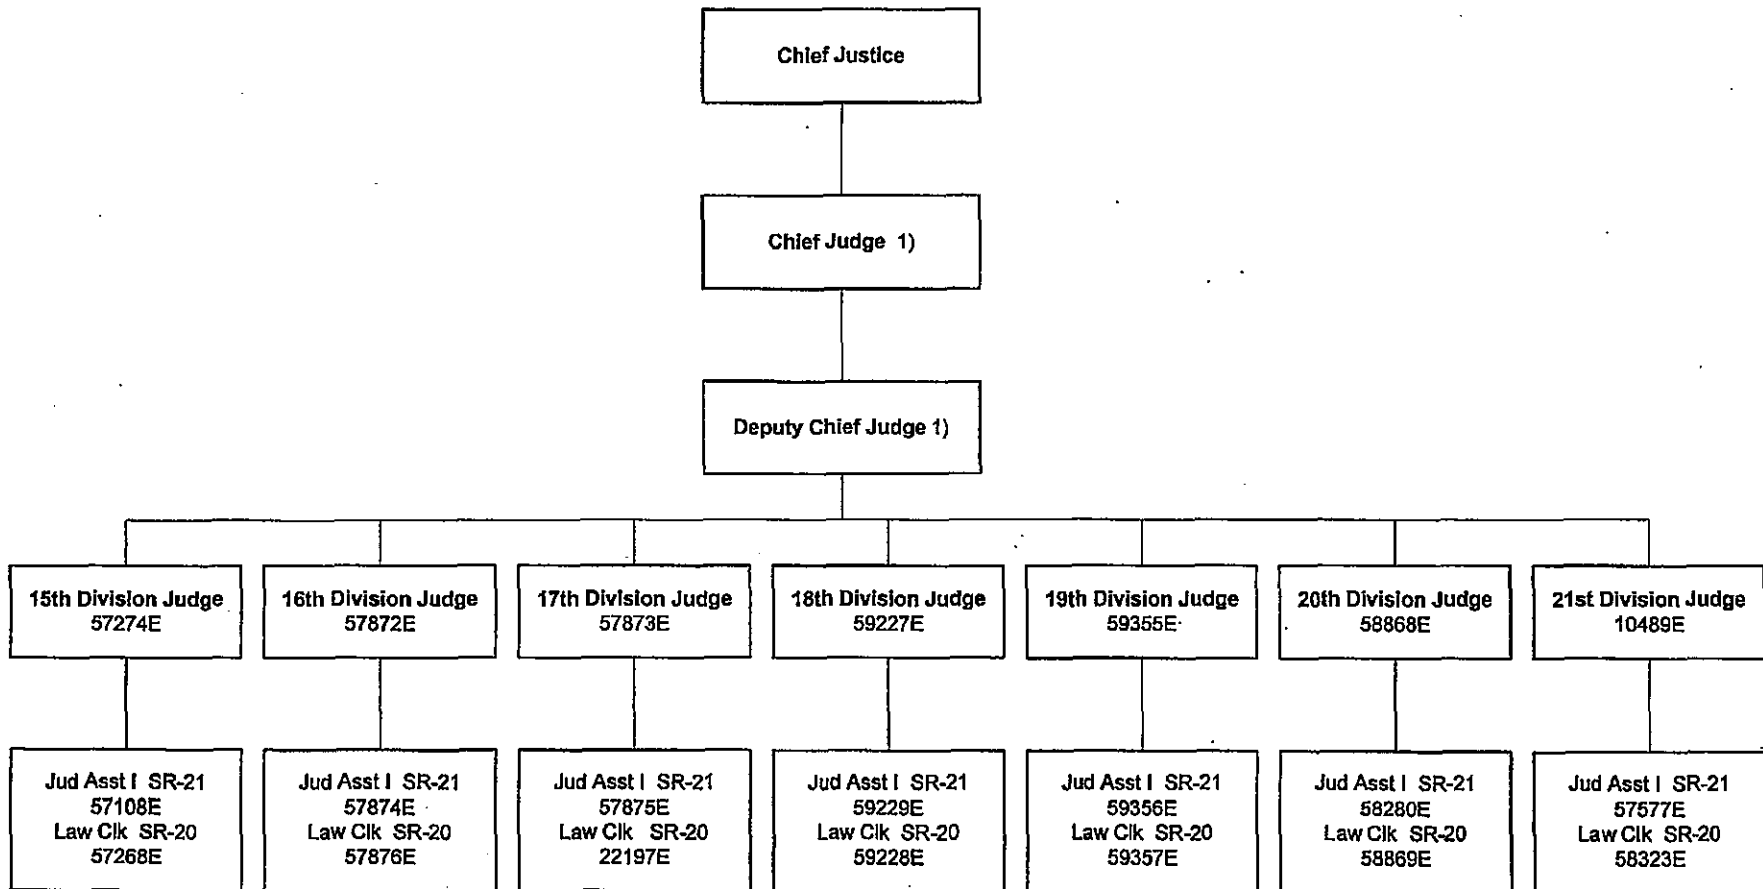 Chief Justice
Chief Judge 1)
Deputy Chief Judge 1)
15th Division Judge
57274E
16th Division Judge
57872E
17th Division Judge
57873E
18th Division Judge
59227E
19th Division Judge
59355E
20th Division Judge
58868E
21st Division Judge
10489E
Jud Asst I SR-21
57108E
Law Clk SR-20
57268E
Jud Asst I SR-21
57874E
Law Clk SR-20
57876E
Jud Asst I SR-21
57875E
Law Clk SR-20
22197E
Jud Asst I SR-21
59229E
Law Clk SR-20
59228E
Jud Asst I SR-21
59356E
Law Clk SR-20
59357E
Jud Asst I SR-21
58280E
Law Clk SR-20
58869E
Jud Asst I SR-21
57577E
Law Clk SR-20
58323E